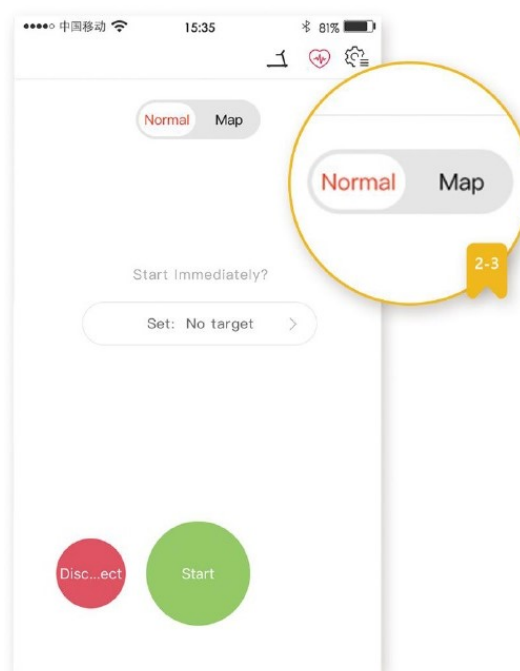 中国移动 15:35 81%
Normal Map
Normal Map
2-3
Start Immediately?
Set: No target
Disc...ect Start